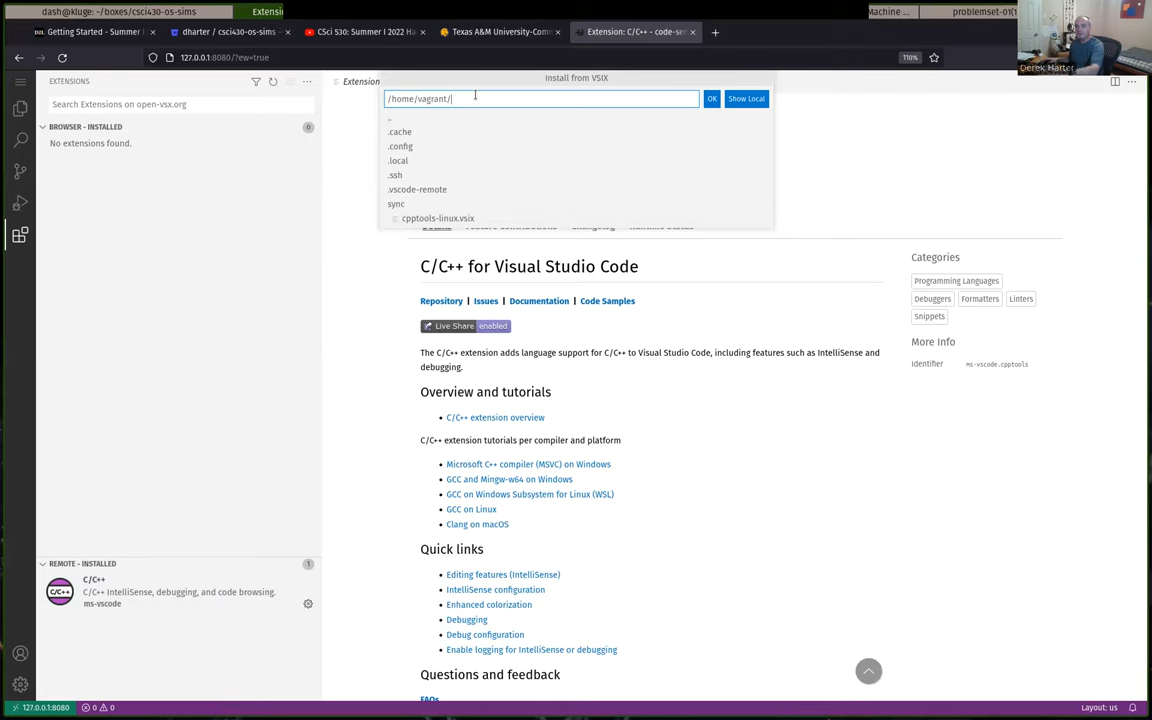 dash@kluge: ~/boxes/csci430-os-sims
Extensi
Machine ...
problemset-01(1
Getting Started - Summer I
dharter / csci430-os-sims —
CSci 530: Summer I 2022 Ha
Texas A&M University-Com
Extension: C/C++ - code-se
127.0.0.1:8080/?ew=true
110%
Derek Harter
EXTENSIONS
Extension
Install from VSIX
Search Extensions on open-vsx.org
/home/vagrant/
OK
Show Local
BROWSER - INSTALLED
0
No extensions found.
..
.cache
.config
.local
.ssh
.vscode-remote
sync
cpptools-linux.vsix
C/C++ for Visual Studio Code
Repository | Issues | Documentation | Code Samples
Live Share enabled
The C/C++ extension adds language support for C/C++ to Visual Studio Code, including features such as IntelliSense and
debugging.
Overview and tutorials
• C/C++ extension overview
C/C++ extension tutorials per compiler and platform
• Microsoft C++ compiler (MSVC) on Windows
• GCC and Mingw-w64 on Windows
• GCC on Windows Subsystem for Linux (WSL)
• GCC on Linux
• Clang on macOS
Quick links
• Editing features (IntelliSense)
• IntelliSense configuration
• Enhanced colorization
• Debugging
• Debug configuration
• Enable logging for IntelliSense or debugging
Questions and feedback
FAQs
Categories
Programming Languages
Debuggers
Formatters
Linters
Snippets
More Info
Identifier
ms-vscode.cpptools
REMOTE - INSTALLED
1
C/C++
C/C++
C/C++ IntelliSense, debugging, and code browsing.
ms-vscode
127.0.0.1:8080
0
0
Layout: us